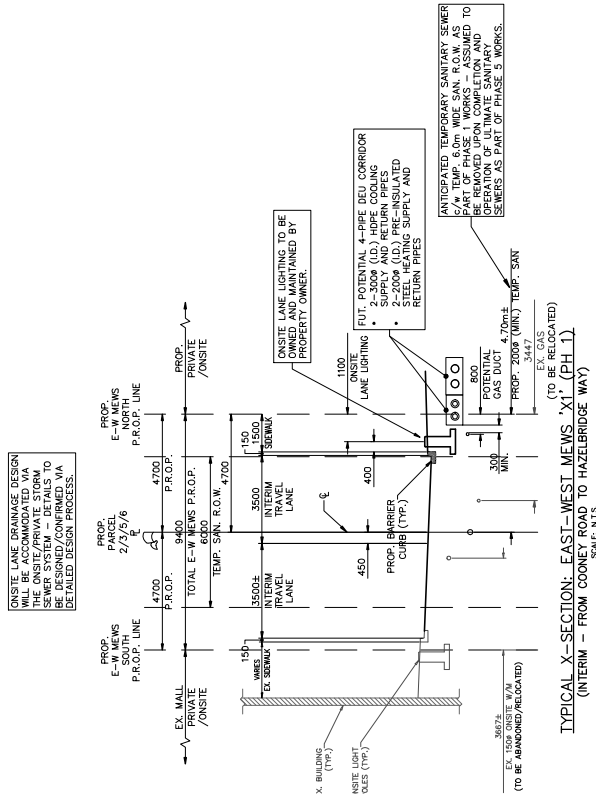 ONSITE LANE DRAINAGE DESIGN
WILL BE ACCOMMODATED VIA
THE ONSITE/PRIVATE STORM
SEWER SYSTEM - DETAILS TO
BE DESIGNED/CONFIRMED VIA
DETAILED DESIGN PROCESS.
EX. MALL
PRIVATE
/ONSITE
PROP.
E-W MEWS
SOUTH
P.R.O.P. LINE
PROP.
PARCEL
2/3/5/6
PROP.
E-W MEWS
NORTH
P.R.O.P. LINE
PROP.
PRIVATE
/ONSITE
4700
P.R.O.P.
4700
P.R.O.P.
9400
TOTAL E-W MEWS P.R.O.P.
6000
TEMP. SAN. R.O.W.
4700
150
VARIES
EX. SIDEWALK
3500±
INTERIM
TRAVEL
LANE
3500
INTERIM
TRAVEL
LANE
150
1500
SIDEWALK
ONSITE LANE LIGHTING TO BE
OWNED AND MAINTAINED BY
PROPERTY OWNER.
1100
ONSITE
LANE LIGHTING
FUT. POTENTIAL 4-PIPE DEU CORRIDOR
• 2-300ø (I.D.) HDPE COOLING
SUPPLY AND RETURN PIPES
• 2-200ø (I.D.) PRE-INSULATED
STEEL HEATING SUPPLY AND
RETURN PIPES
X. BUILDING
(TYP.)
NSITE LIGHT
OLES (TYP.)
450
PROP. BARRIER
CURB (TYP.)
400
300
MIN.
800
POTENTIAL
GAS DUCT
4.70m±
PROP. 200ø (MIN.) TEMP. SAN
3447
EX. GAS
(TO BE RELOCATED)
ANTICIPATED TEMPORARY SANITARY SEWER
c/w TEMP. 6.0m WIDE SAN. R.O.W. AS
PART OF PHASE 1 WORKS - ASSUMED TO
BE REMOVED UPON COMPLETION AND
OPERATION OF ULTIMATE SANITARY
SEWERS AS PART OF PHASE 5 WORKS.
3667±
EX. 150ø ONSITE W/M
(TO BE ABANDONED/RELOCATED)
TYPICAL X-SECTION: EAST-WEST MEWS 'X1' (PH 1)
(INTERIM - FROM COONEY ROAD TO HAZELBRIDGE WAY)
SCALE: N.T.S.